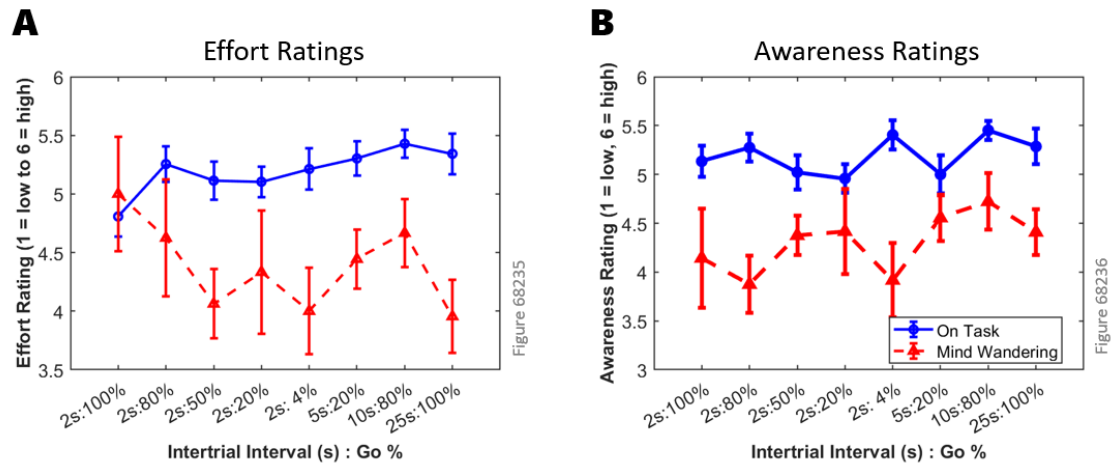 A
Effort Ratings
Effort Rating (1 = low to 6 = high)
6
5.5
5
4.5
4
3.5
2s:100%
2s:80%
2s:50%
2s:20%
2s: 4%
5s:20%
10s:80%
25s:100%
Intertrial Interval (s) : Go %
Figure 68235
B
Awareness Ratings
Awareness Rating (1 = low, 6 = high)
6
5.5
5
4.5
4
3.5
3
2s:100%
2s:80%
2s:50%
2s:20%
2s: 4%
5s:20%
10s:80%
25s:100%
Intertrial Interval (s) : Go %
On Task
Mind Wandering
Figure 68236